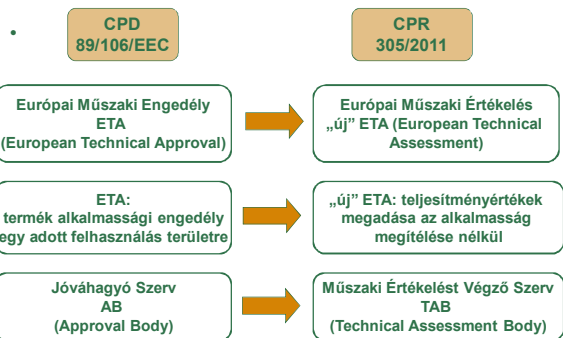 CPD
89/106/EEC
CPR
305/2011
Európai Műszaki Engedély
ETA
(European Technical Approval)
Európai Műszaki Értékelés
„új” ETA (European Technical
Assessment)
ETA:
termék alkalmassági engedély
egy adott felhasználás területre
„új” ETA: teljesítményértékek
megadása az alkalmasság
megítélése nélkül
Jóváhagyó Szerv
AB
(Approval Body)
Műszaki Értékelést Végző Szerv
TAB
(Technical Assessment Body)